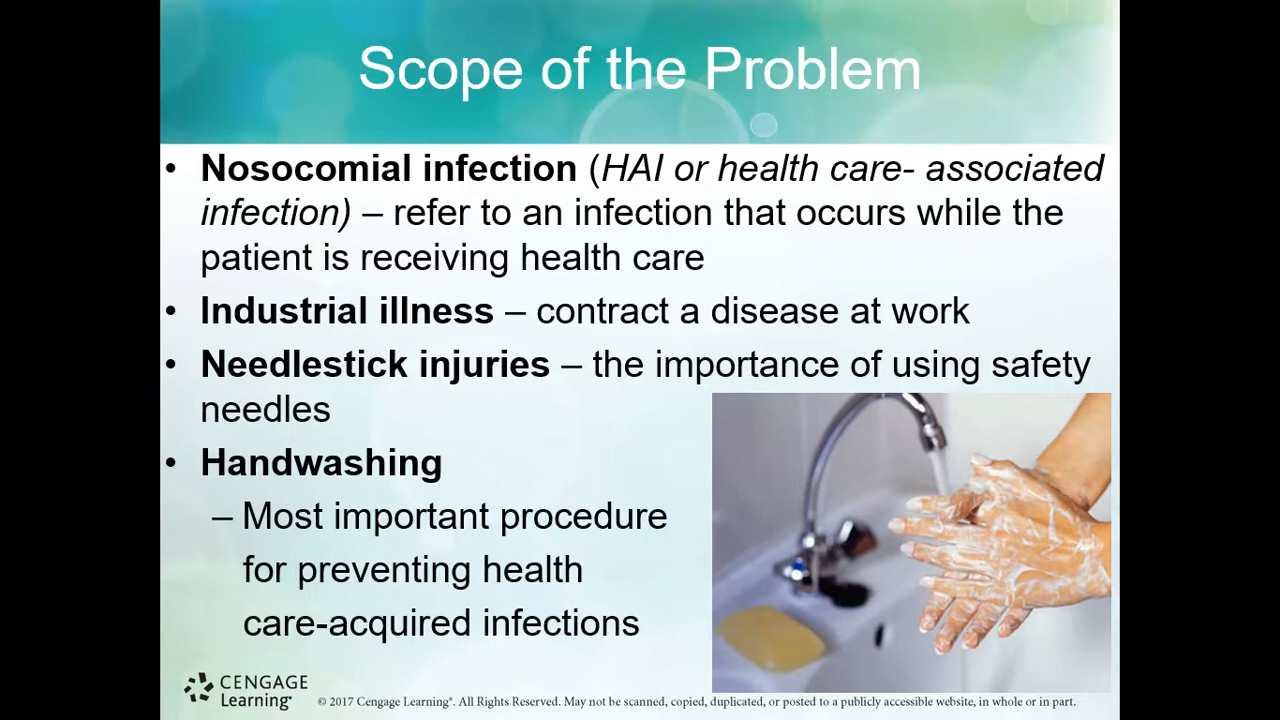 Scope of the Problem
• Nosocomial infection (HAI or health care- associated
infection) – refer to an infection that occurs while the
patient is receiving health care
• Industrial illness – contract a disease at work
• Needlestick injuries – the importance of using safety
needles
• Handwashing
– Most important procedure
for preventing health
care-acquired infections
CENGAGE
Learning™
© 2017 Cengage Learning®. All Rights Reserved. May not be scanned, copied, duplicated, or posted to a publicly accessible website, in whole or in part.